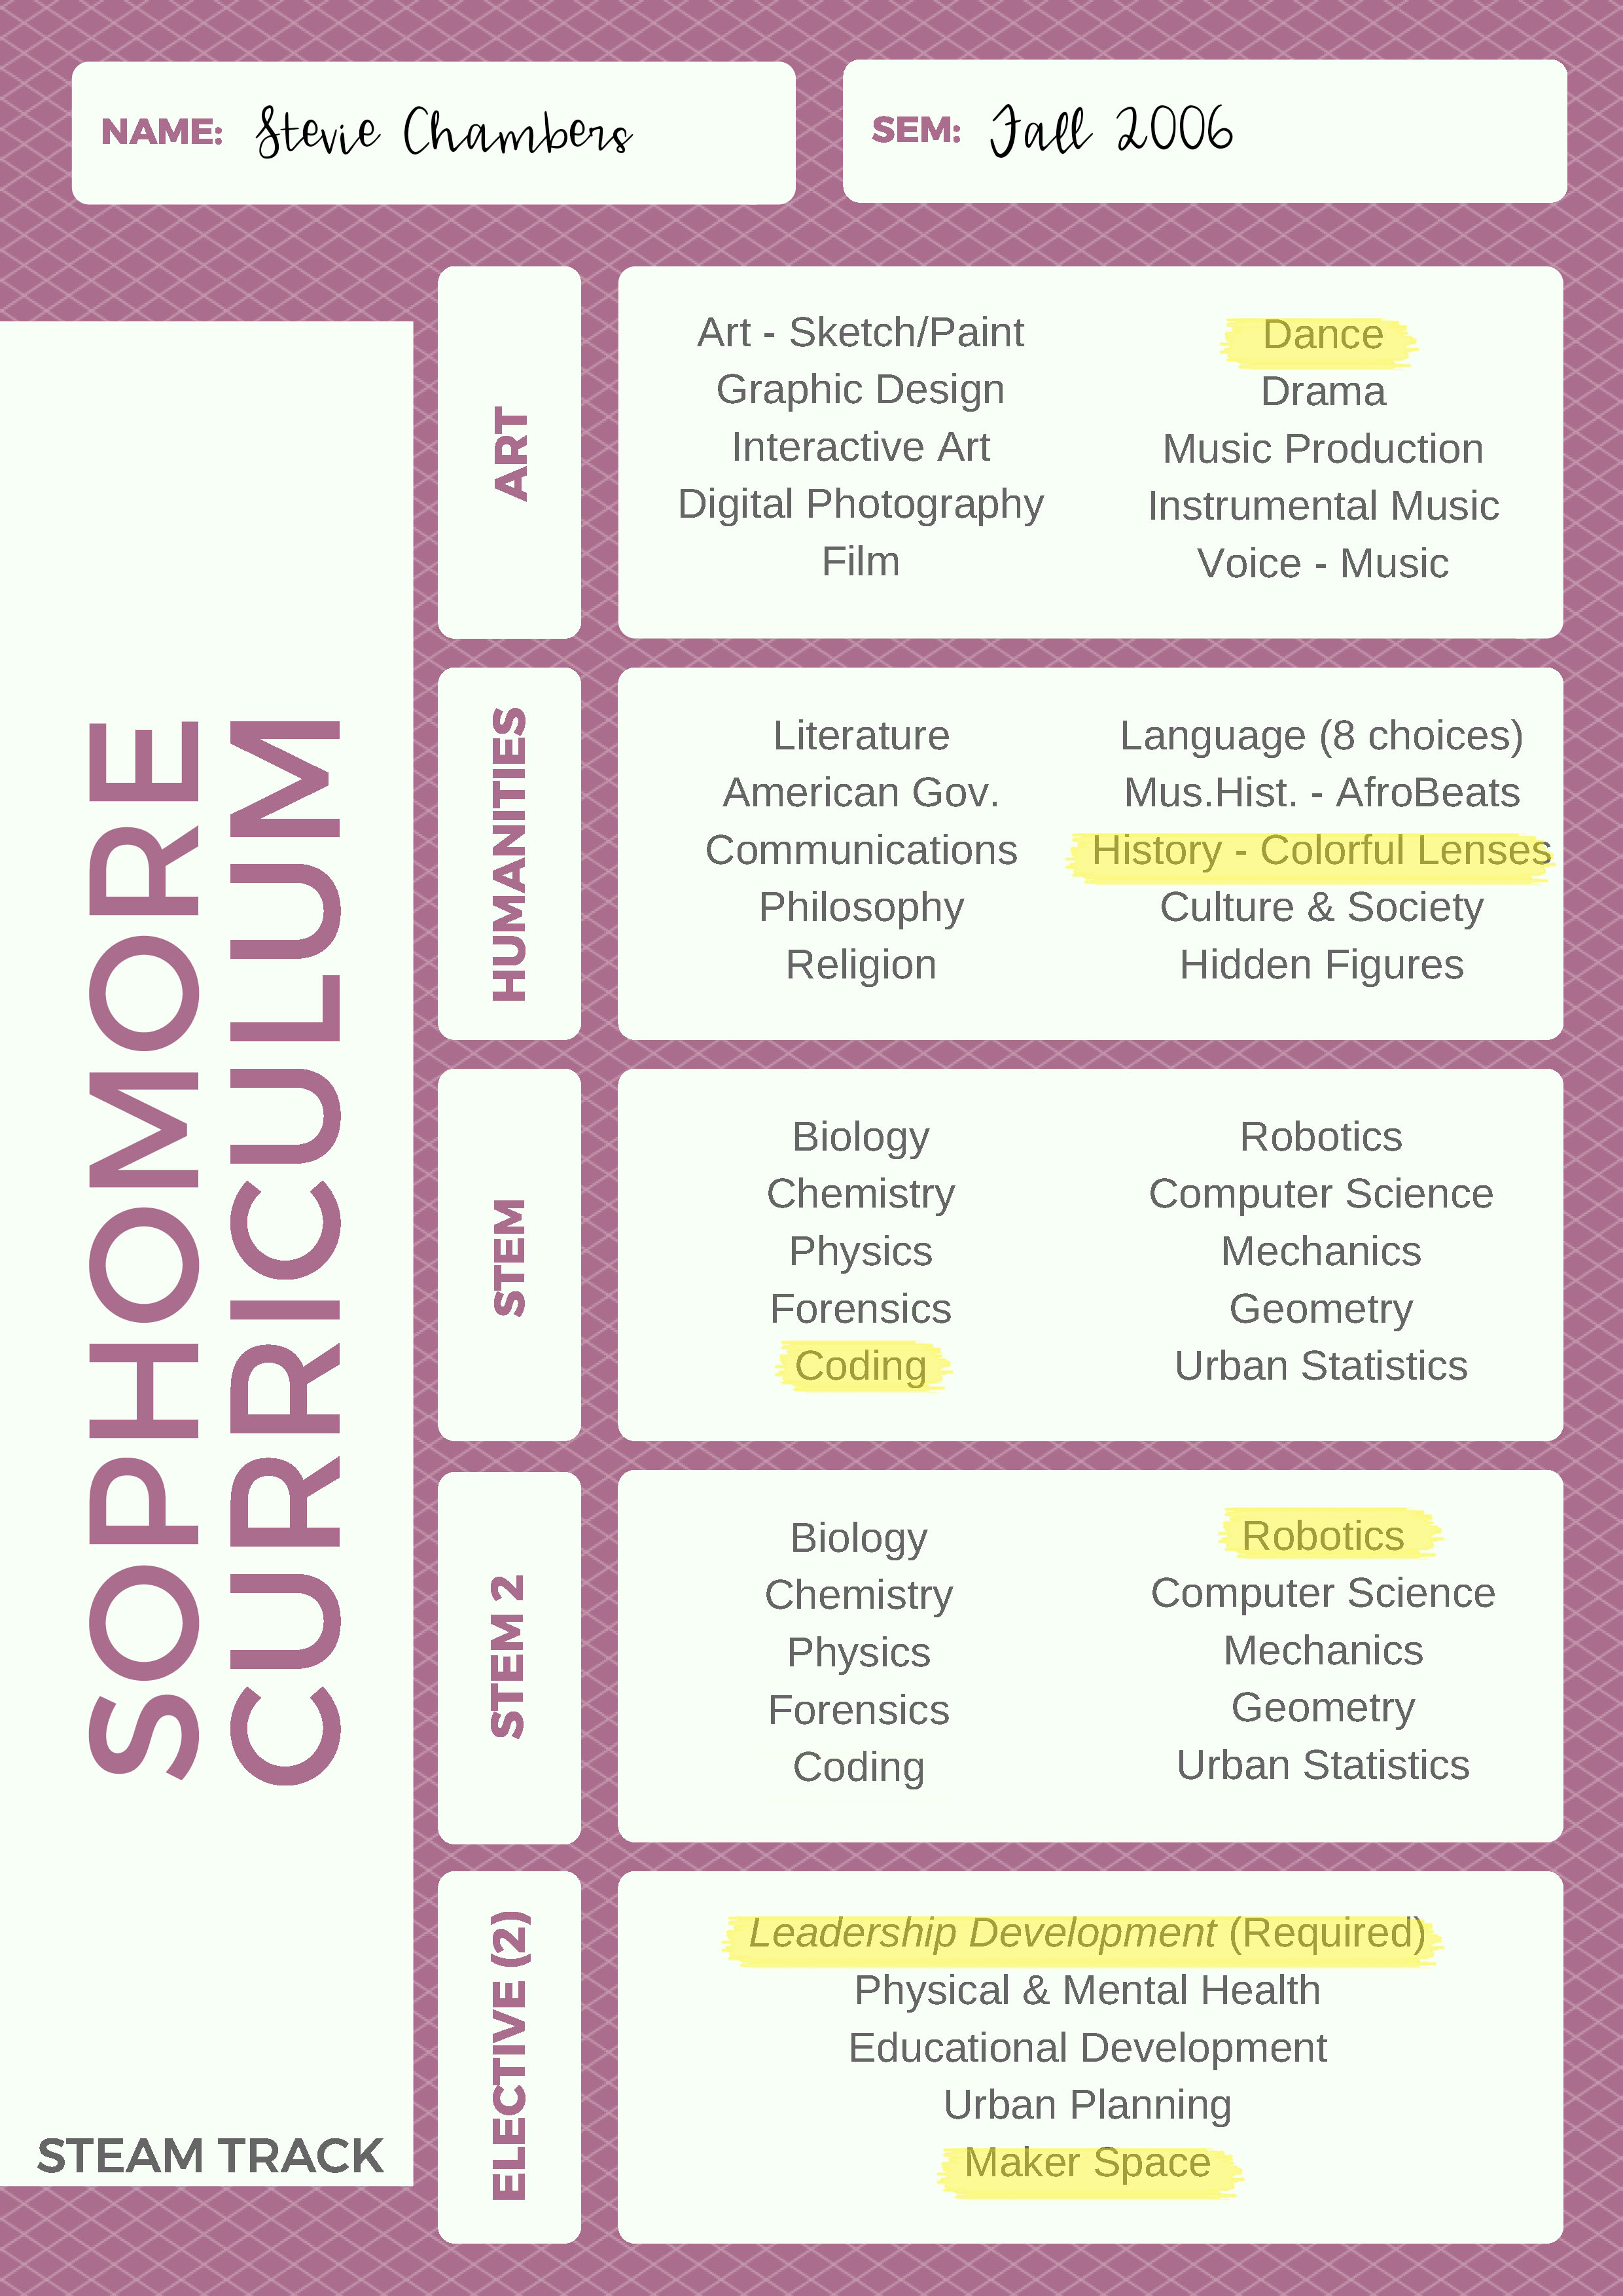 NAME: Stevie Chambers
SEM: Fall 2006
SOPHOMORE
CURRICULUM
STEAM TRACK
ART
Art - Sketch/Paint
Graphic Design
Interactive Art
Digital Photography
Film
Dance
Drama
Music Production
Instrumental Music
Voice - Music
HUMANITIES
Literature
American Gov.
Communications
Philosophy
Religion
Language (8 choices)
Mus.Hist. - AfroBeats
History - Colorful Lenses
Culture & Society
Hidden Figures
STEM
Biology
Chemistry
Physics
Forensics
Coding
Robotics
Computer Science
Mechanics
Geometry
Urban Statistics
STEM 2
Biology
Chemistry
Physics
Forensics
Coding
Robotics
Computer Science
Mechanics
Geometry
Urban Statistics
ELECTIVE (2)
Leadership Development (Required)
Physical & Mental Health
Educational Development
Urban Planning
Maker Space